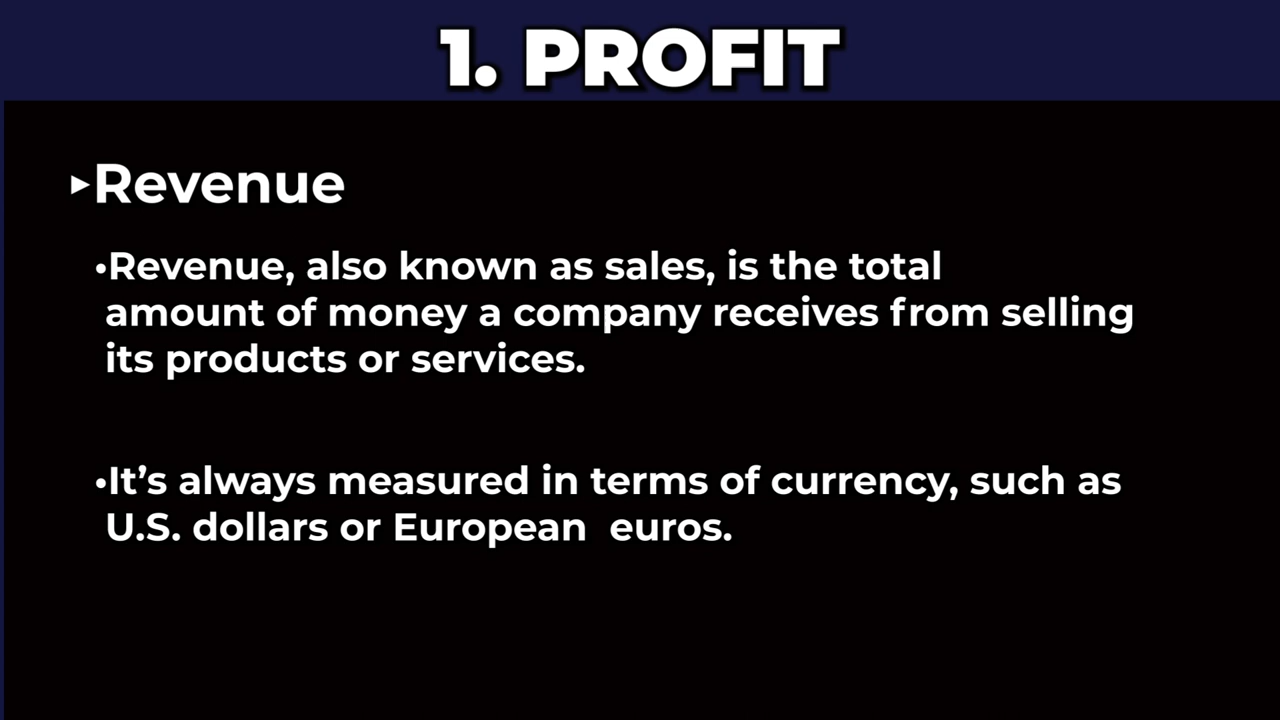 1. PROFIT
▸Revenue
•Revenue, also known as sales, is the total
amount of money a company receives from selling
its products or services.
•It’s always measured in terms of currency, such as
U.S. dollars or European  euros.